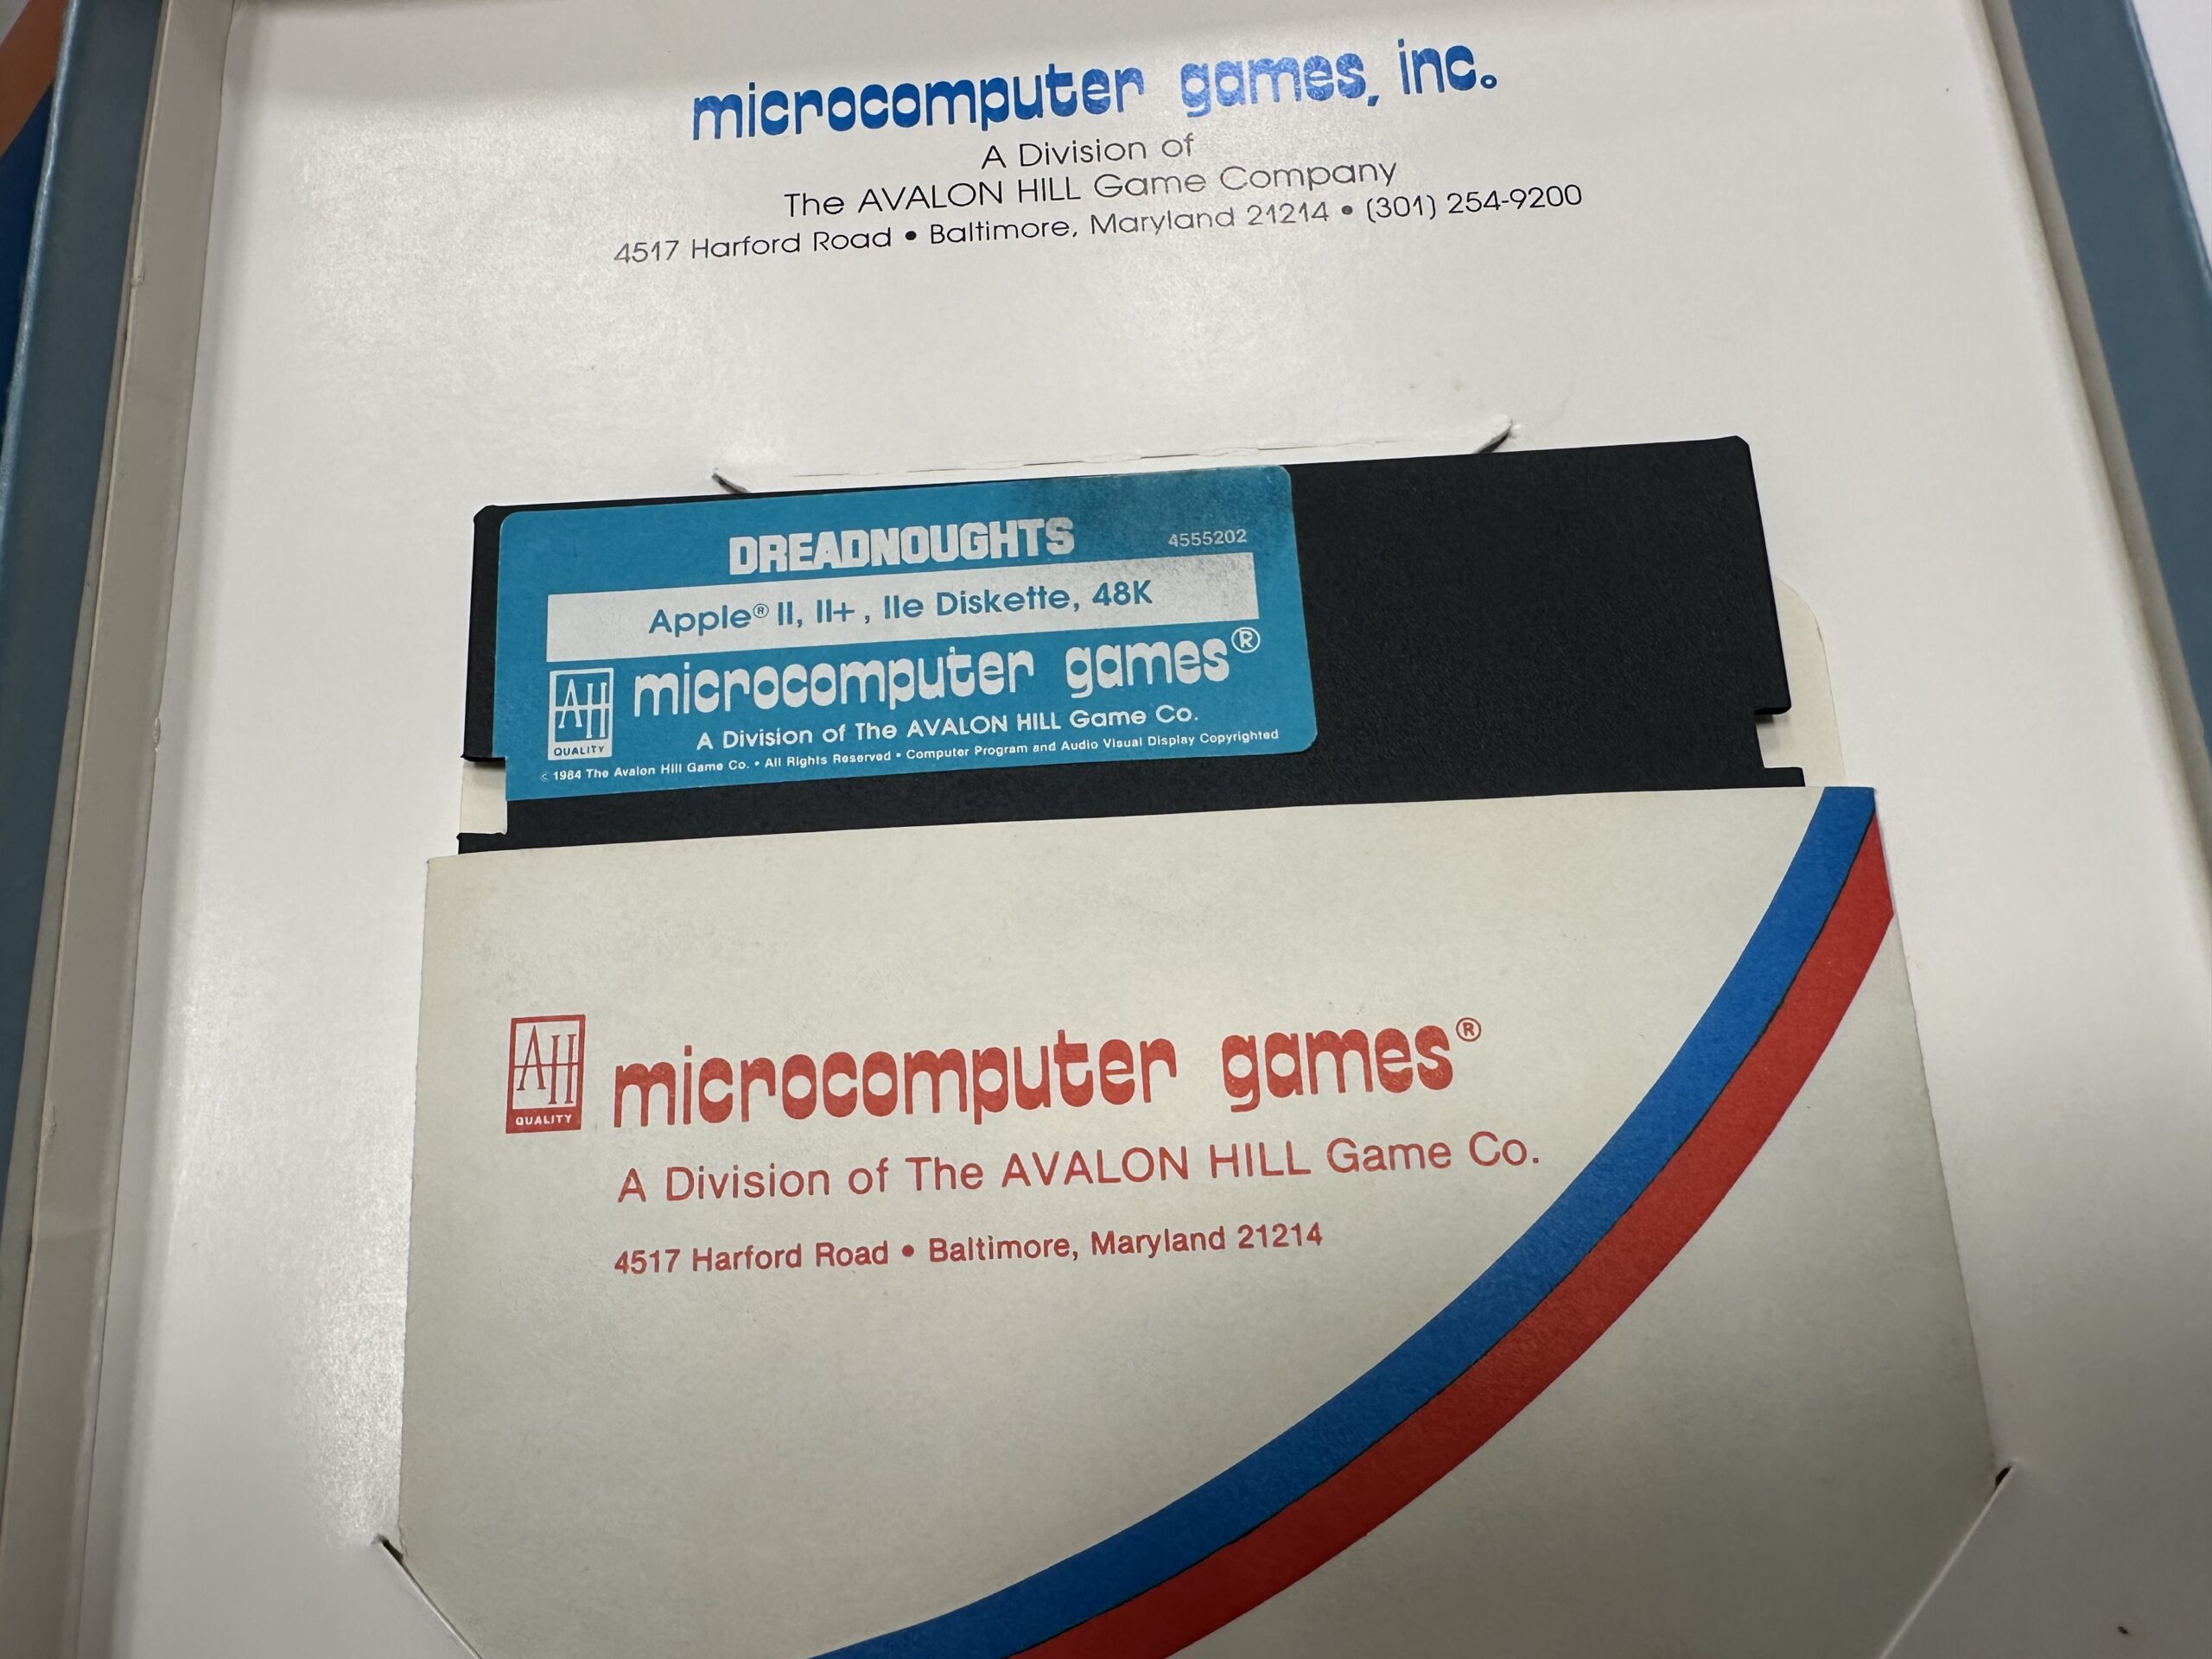 microcomputer games, inc.
A Division of
The AVALON HILL Game Company
4517 Harford Road • Baltimore, Maryland 21214 • (301) 254-9200
DREADNOUGHTS
4555202
Apple® II, II+, IIe Diskette, 48K
AH
QUALITY
microcomputer games®
A Division of The AVALON HILL Game Co.
© 1984 The Avalon Hill Game Co. • All Rights Reserved • Computer Program and Audio Visual Display Copyrighted
AH
QUALITY
microcomputer games®
A Division of The AVALON HILL Game Co.
4517 Harford Road • Baltimore, Maryland 21214